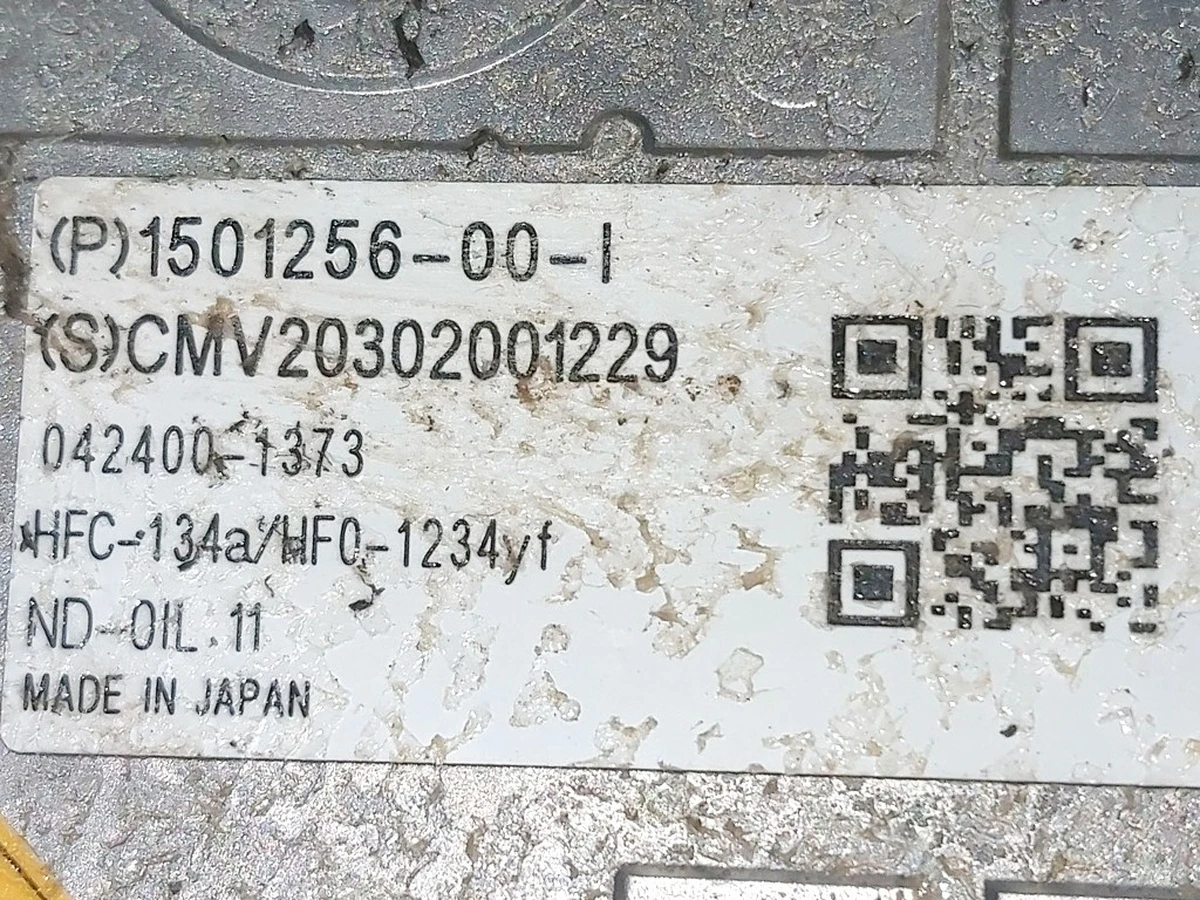 (P)1501256-00-I
(S)CMV20302001229
042400-1373
HFC-134a/HFO-1234yf
ND-OIL 11
MADE IN JAPAN